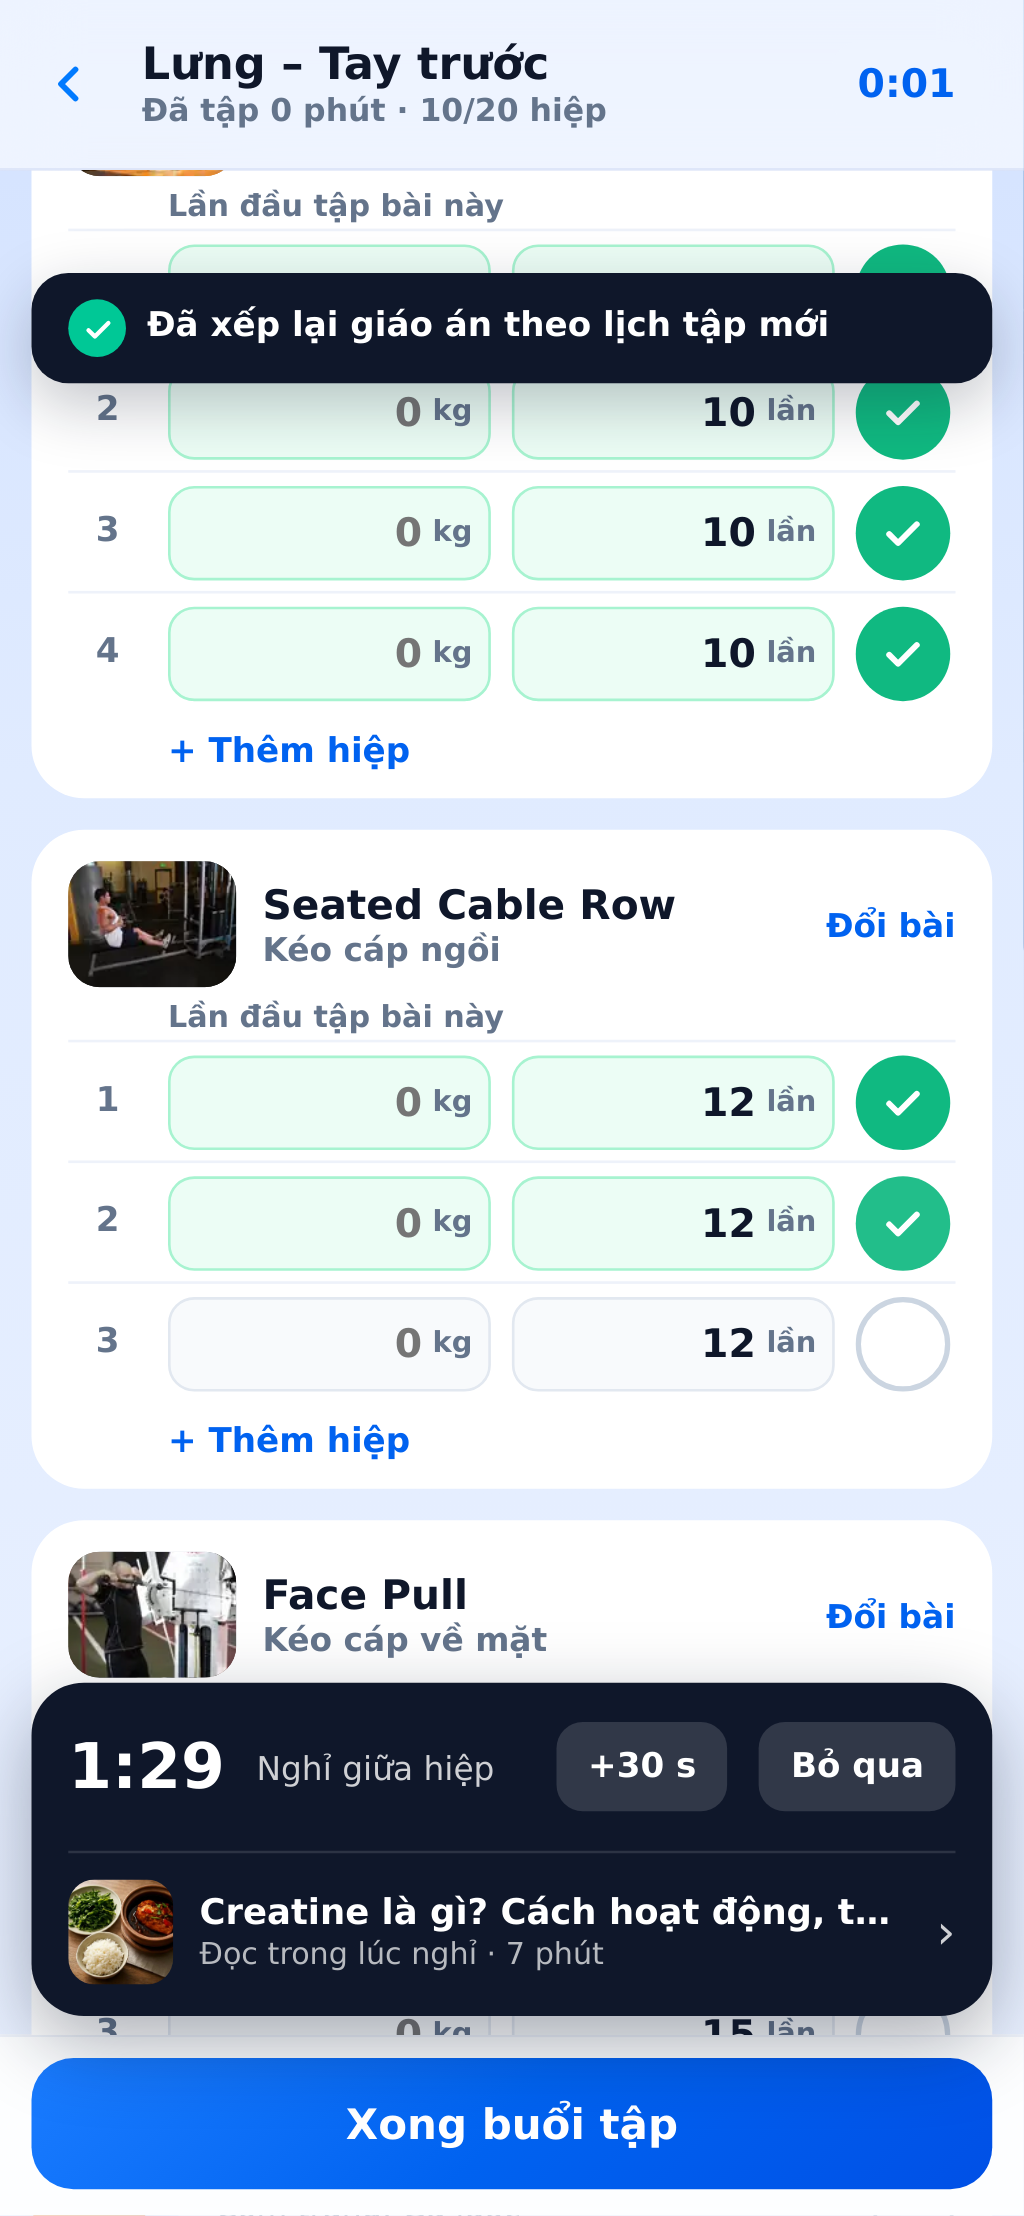 Lưng – Tay trước
Đã tập 0 phút · 10/20 hiệp
0:01
Lần đầu tập bài này
Đã xếp lại giáo án theo lịch tập mới
2 0 kg 10 lần
3 0 kg 10 lần
4 0 kg 10 lần
+ Thêm hiệp
Seated Cable Row
Kéo cáp ngồi
Đổi bài
Lần đầu tập bài này
1 0 kg 12 lần
2 0 kg 12 lần
3 0 kg 12 lần
+ Thêm hiệp
Face Pull
Kéo cáp về mặt
Đổi bài
1:29 Nghỉ giữa hiệp +30 s Bỏ qua
Creatine là gì? Cách hoạt động, t...
Đọc trong lúc nghỉ · 7 phút
3 0 kg 15 lần
Xong buổi tập